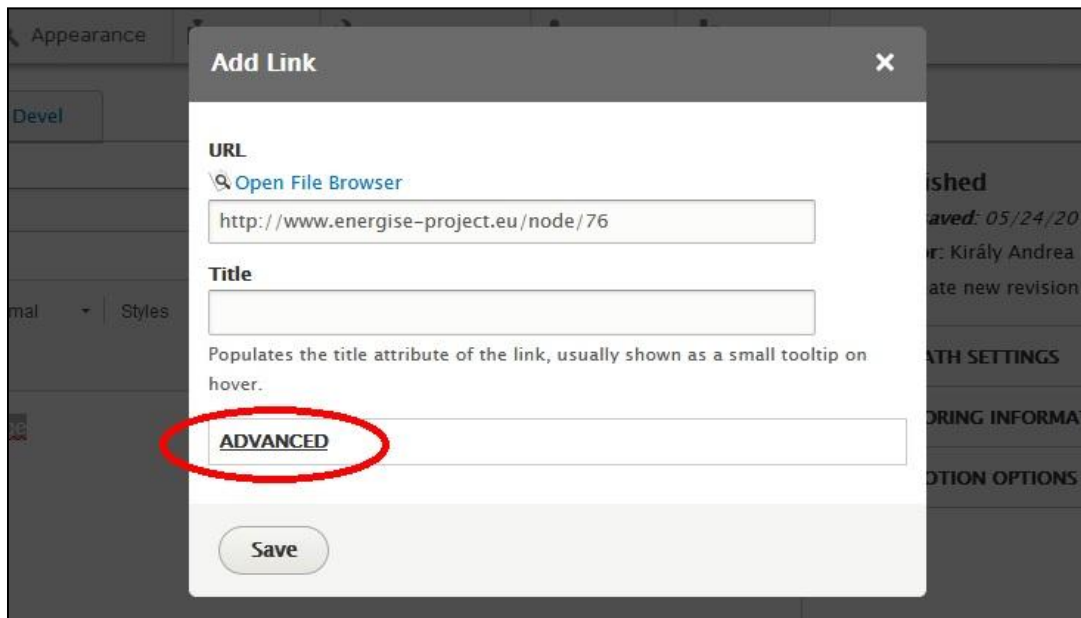 Appearance
Add Link
Devel
URL
Open File Browser
http://www.energise-project.eu/node/76
Title
Populates the title attribute of the link, usually shown as a small tooltip on
hover.
ADVANCED
Save
ished
aved: 05/24/20
r: Király Andrea
ate new revision
mal
Styles
ATH SETTINGS
ORING INFORMA
OTION OPTIONS